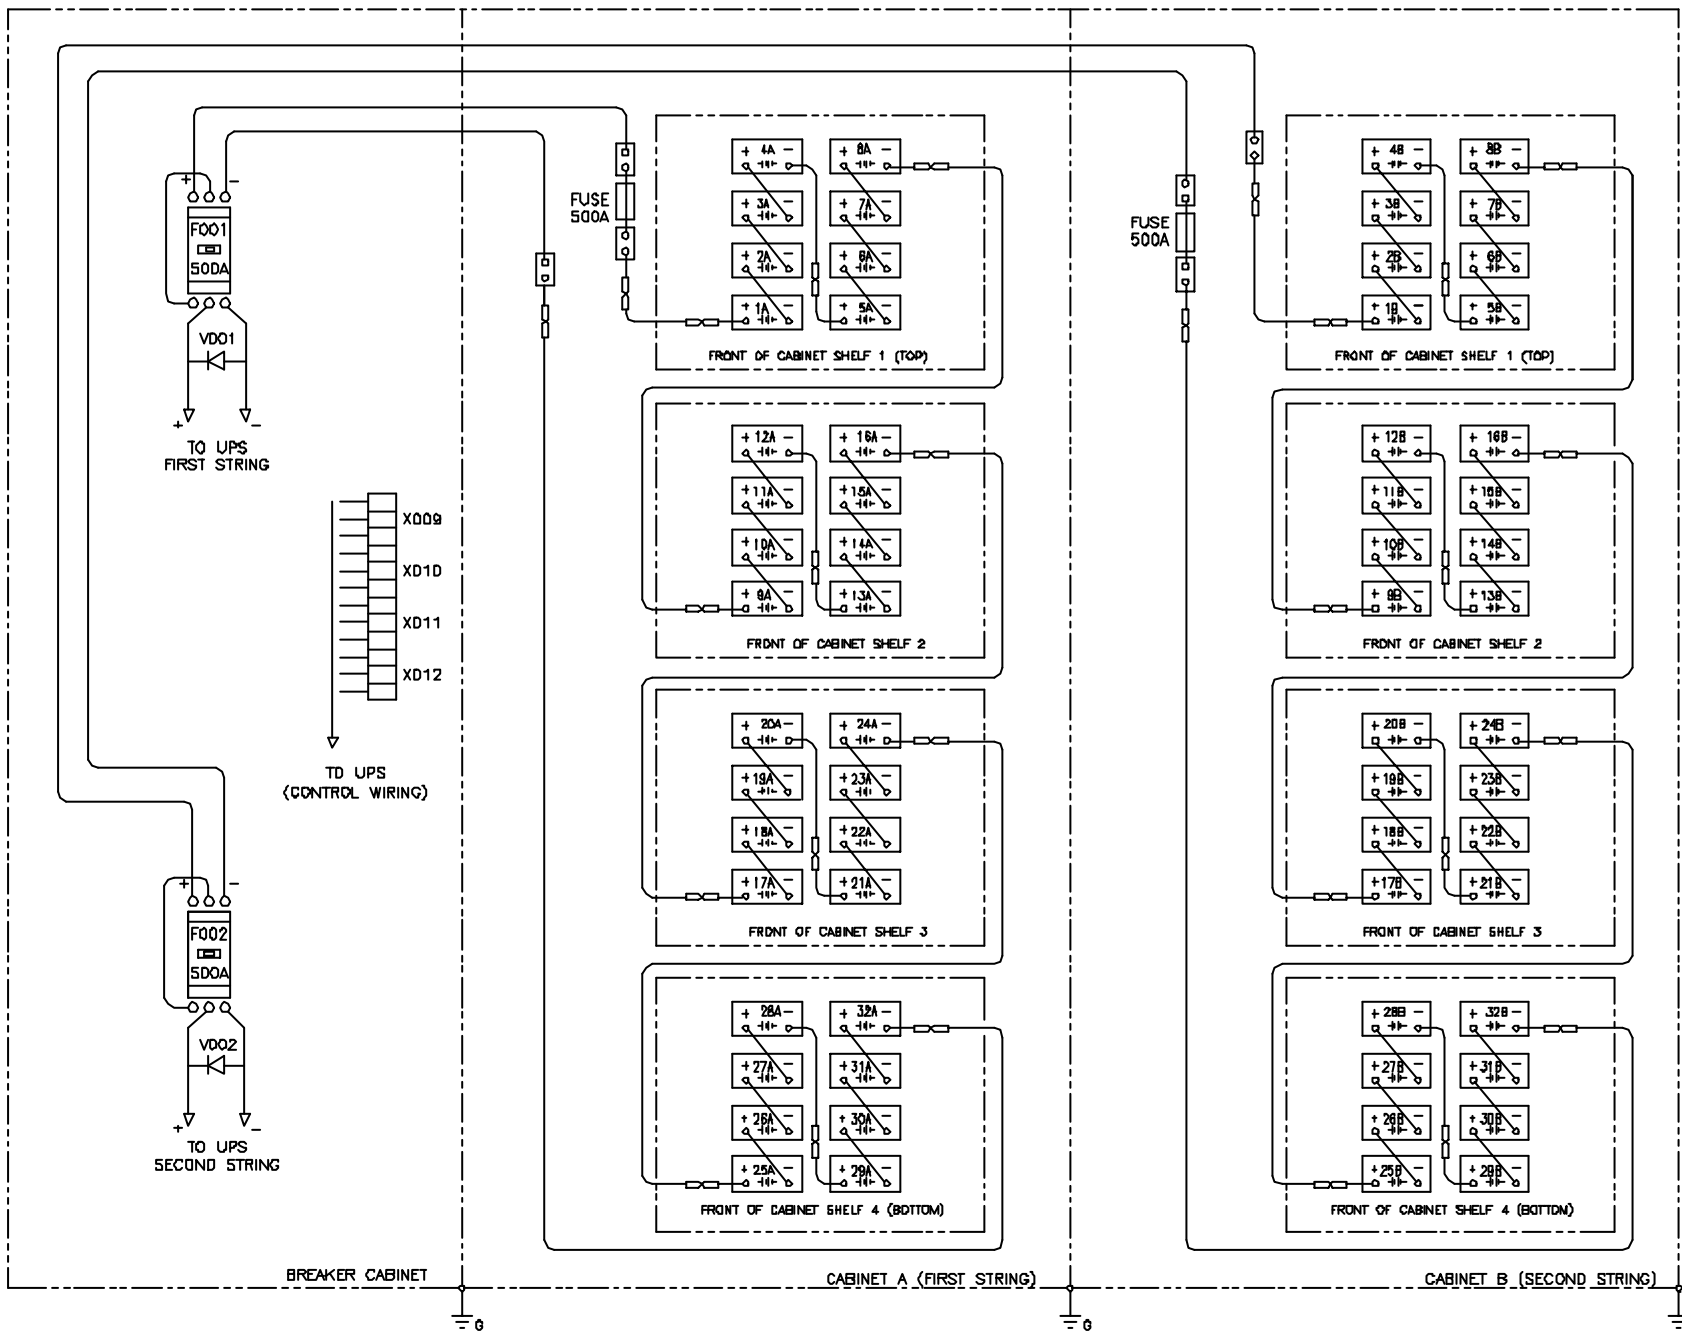 + -
F001
500A
VD01
+ -
TO UPS
FIRST STRING
X009
XD10
XD11
XD12
TD UPS
(CONTROL WIRING)
+ -
F002
500A
VD02
+ -
TO UPS
SECOND STRING
BREAKER CABINET
FUSE
500A
+ 4A - + 8A -
+ 3A - + 7A -
+ 2A - + 6A -
+ 1A - + 5A -
FRONT OF CABINET SHELF 1 (TOP)
+ 12A - + 16A -
+ 11A - + 15A -
+ 10A - + 14A -
+ 9A - + 13A -
FRONT OF CABINET SHELF 2
+ 20A - + 24A -
+ 19A - + 23A -
+ 18A - + 22A -
+ 17A - + 21A -
FRONT OF CABINET SHELF 3
+ 28A - + 32A -
+ 27A - + 31A -
+ 26A - + 30A -
+ 25A - + 29A -
FRONT OF CABINET SHELF 4 (BOTTOM)
CABINET A (FIRST STRING)
FUSE
500A
+ 4B - + 8B -
+ 3B - + 7B -
+ 2B - + 6B -
+ 1B - + 5B -
FRONT OF CABINET SHELF 1 (TOP)
+ 12B - + 16B -
+ 11B - + 15B -
+ 10B - + 14B -
+ 9B - + 13B -
FRONT OF CABINET SHELF 2
+ 20B - + 24B -
+ 19B - + 23B -
+ 18B - + 22B -
+ 17B - + 21B -
FRONT OF CABINET SHELF 3
+ 28B - + 32B -
+ 27B - + 31B -
+ 26B - + 30B -
+ 25B - + 29B -
FRONT OF CABINET SHELF 4 (BOTTOM)
CABINET B (SECOND STRING)
G
G